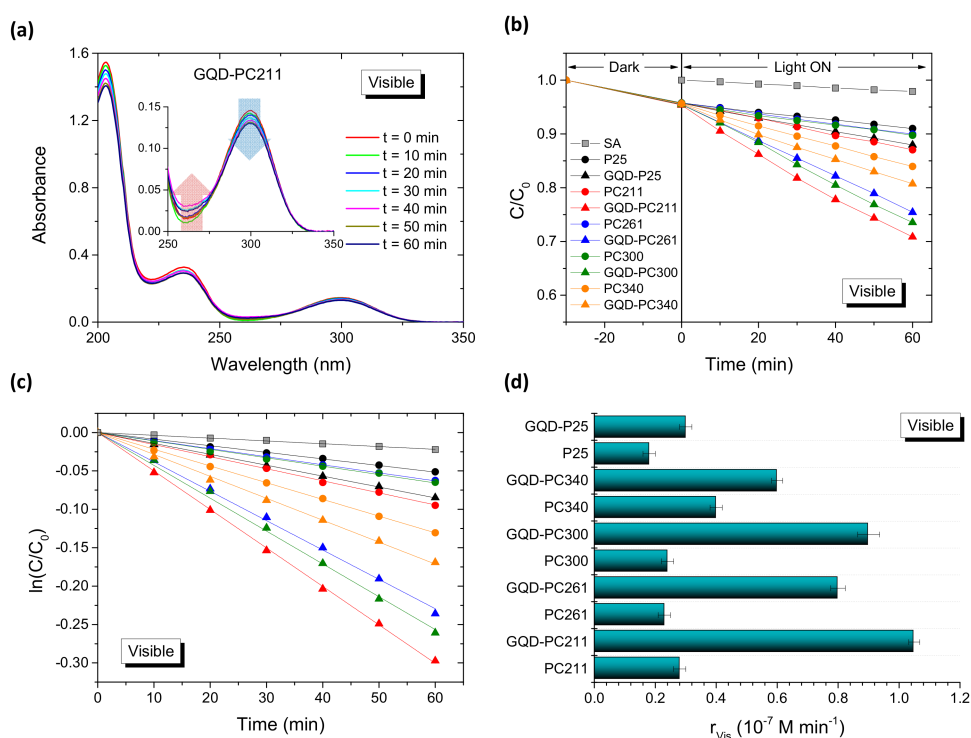 (a)
1.6
1.2
0.8
0.4
0.0
200
250
300
350
Absorbance
Wavelength (nm)
GQD-PC211
Visible
0.15
0.10
0.05
0.00
250
300
350
t = 0 min
t = 10 min
t = 20 min
t = 30 min
t = 40 min
t = 50 min
t = 60 min
(b)
Dark
Light ON
1.0
0.9
0.8
0.7
0.6
C/C0
SA
P25
GQD-P25
PC211
GQD-PC211
PC261
GQD-PC261
PC300
GQD-PC300
PC340
GQD-PC340
Visible
-20
0
20
40
60
Time (min)
(c)
0.00
-0.05
-0.10
-0.15
-0.20
-0.25
-0.30
ln(C/C0)
Visible
0
10
20
30
40
50
60
Time (min)
(d)
Visible
GQD-P25
P25
GQD-PC340
PC340
GQD-PC300
PC300
GQD-PC261
PC261
GQD-PC211
PC211
0.0
0.2
0.4
0.6
0.8
1.0
1.2
rVis (10-7 M min-1)